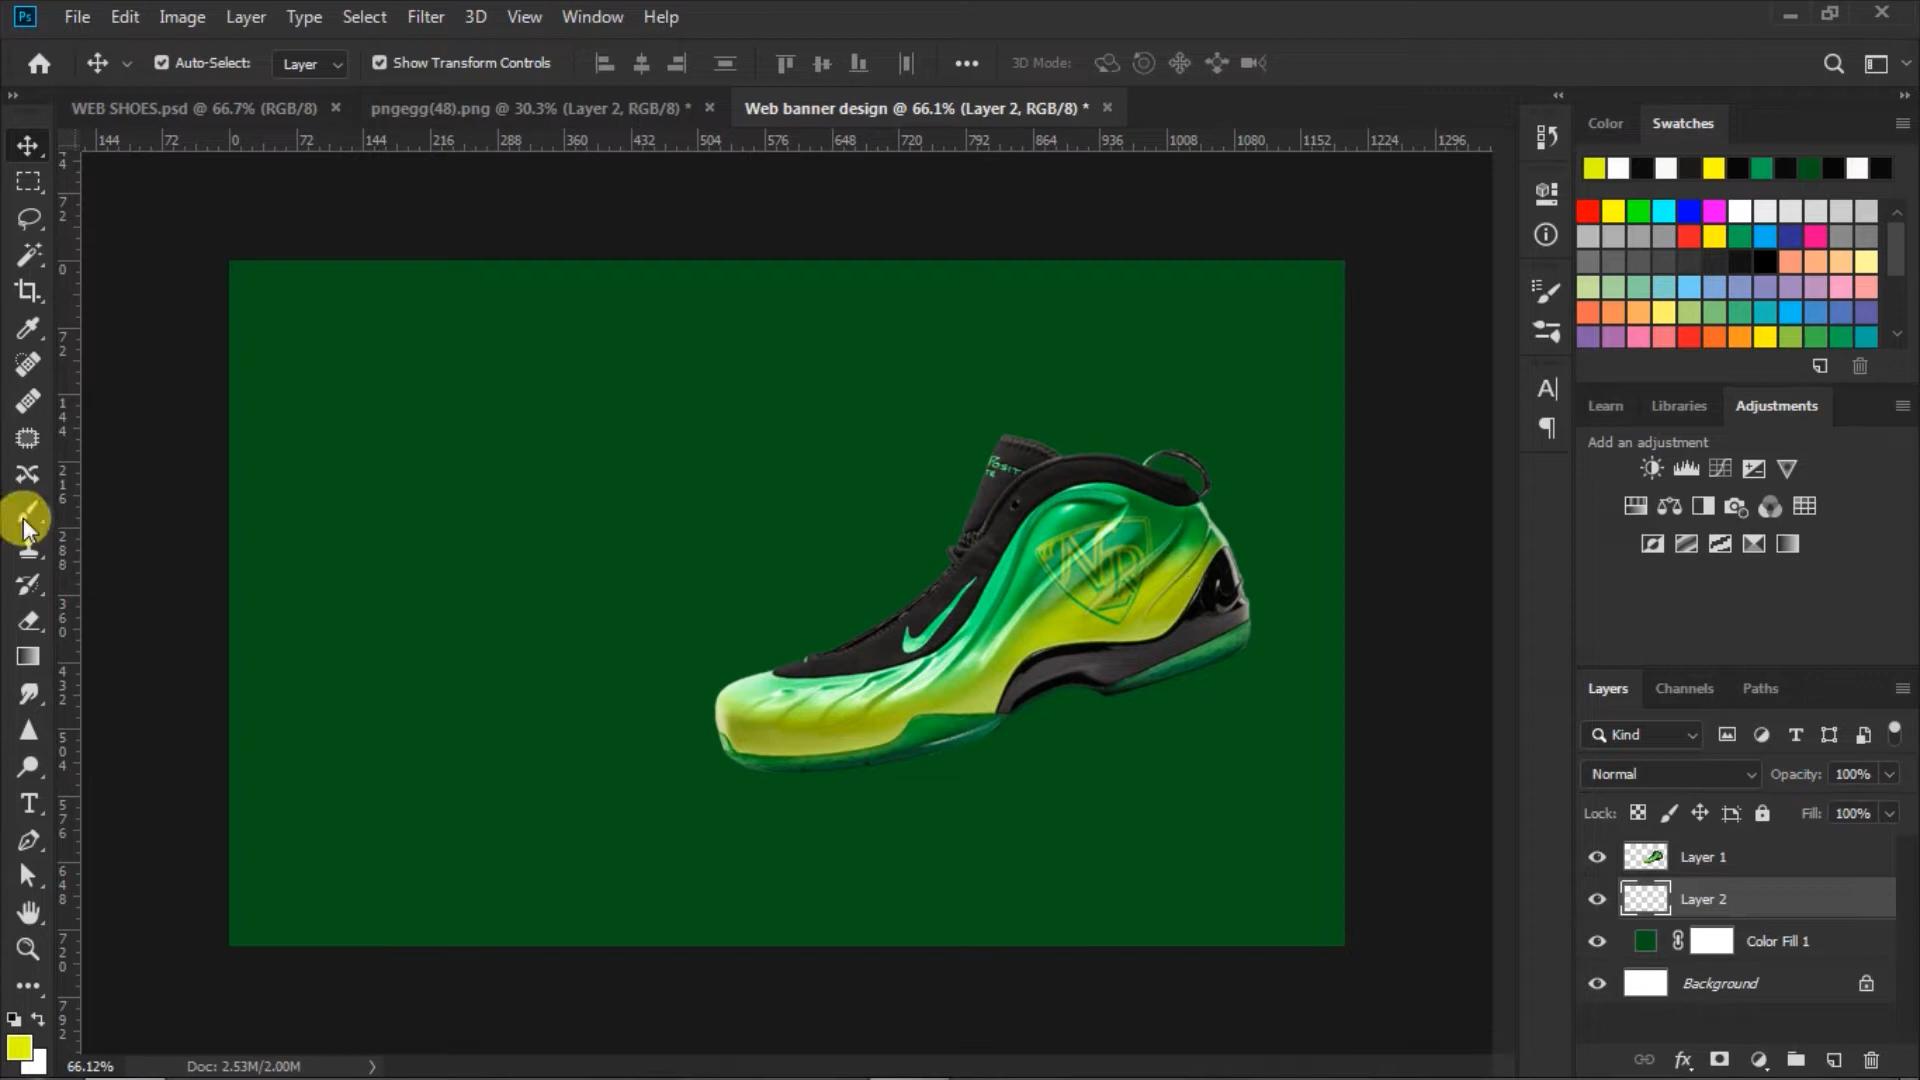 Ps File Edit Image Layer Type Select Filter 3D View Window Help
Auto-Select: Layer Show Transform Controls 3D Mode:
WEB SHOES.psd @ 66.7% (RGB/8) × pngegg(48).png @ 30.3% (Layer 2, RGB/8) * × Web banner design @ 66.1% (Layer 2, RGB/8) * ×
144 72 0 72 144 216 288 360 432 504 576 648 720 792 864 936 1008 1080 1152 1224 1296
Color Swatches
Learn Libraries Adjustments
Add an adjustment
Layers Channels Paths
Kind
Normal Opacity: 100%
Lock: Fill: 100%
Layer 1
Layer 2
Color Fill 1
Background
66.12% Doc: 2.53M/2.00M